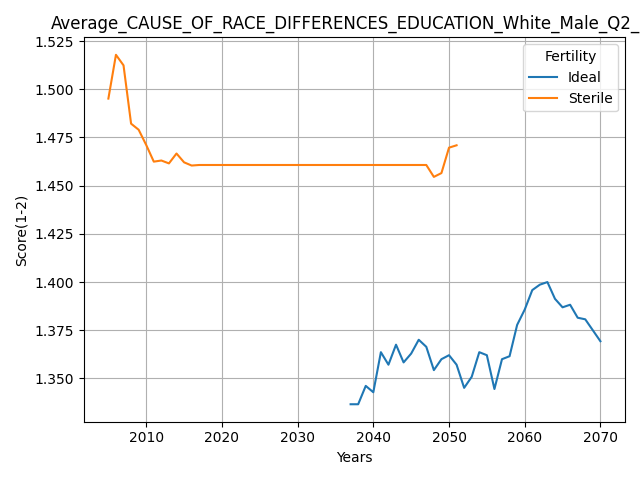 Average_CAUSE_OF_RACE_DIFFERENCES_EDUCATION_White_Male_Q2_
Fertility
Ideal
Sterile
Score(1-2)
1.525
1.500
1.475
1.450
1.425
1.400
1.375
1.350
2010 2020 2030 2040 2050 2060 2070
Years